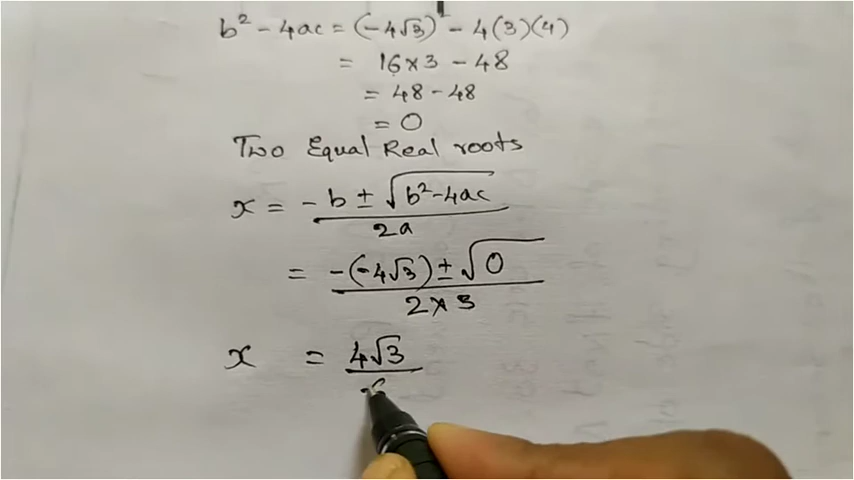 b² - 4ac = (-4√3)² - 4(3)(4)
= 16×3 - 48
= 48 - 48
= 0
Two Equal Real roots
x = -b ± √b²-4ac
2a
= -(-4√3) ± √0
2×3
x = 4√3